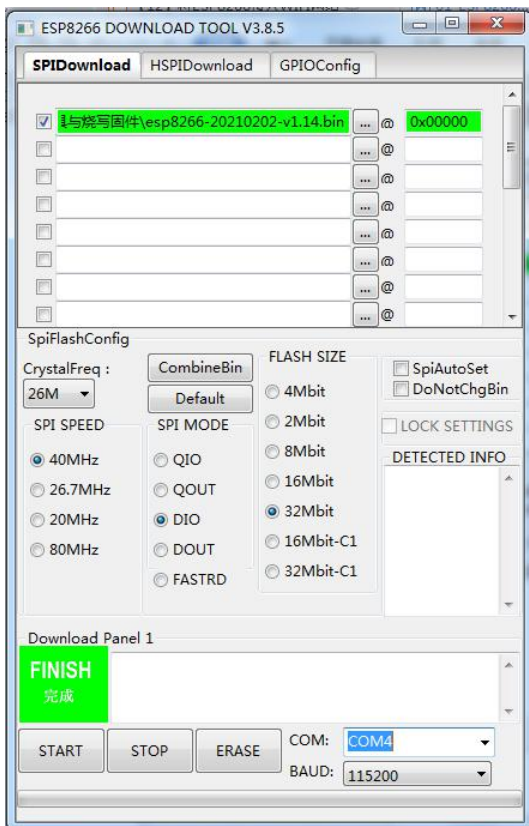 ESP8266 DOWNLOAD TOOL V3.8.5
SPIDownload HSPIDownload GPIOConfig
与烧写固件\esp8266-20210202-v1.14.bin ... @ 0x00000
... @
... @
... @
... @
... @
... @
... @
SpiFlashConfig
CrystalFreq :
26M
CombineBin
Default
SPI SPEED
40MHz
26.7MHz
20MHz
80MHz
SPI MODE
QIO
QOUT
DIO
DOUT
FASTRD
FLASH SIZE
4Mbit
2Mbit
8Mbit
16Mbit
32Mbit
16Mbit-C1
32Mbit-C1
SpiAutoSet
DoNotChgBin
LOCK SETTINGS
DETECTED INFO
Download Panel 1
FINISH
完成
START STOP ERASE
COM: COM4
BAUD: 115200